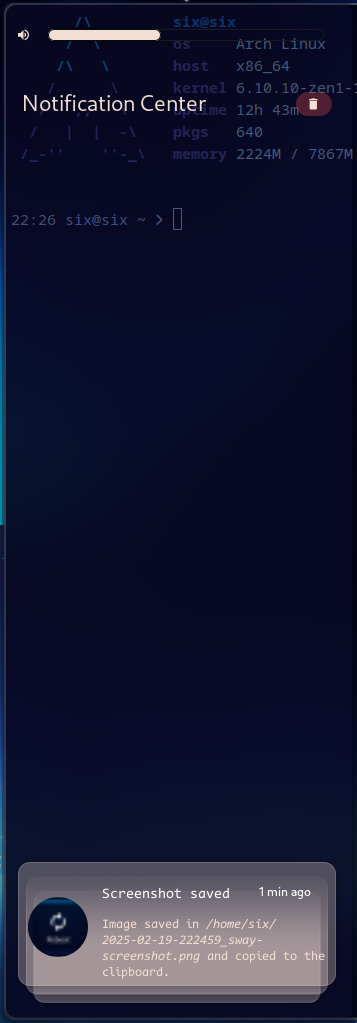 six@six
os Arch Linux
host x86_64
kernel 6.10.10-zen1-1
Notification Center
uptime 12h 43m
pkgs 640
memory 2224M / 7867M
22:26 six@six ~ ❯
Screenshot saved 1 min ago
Image saved in /home/six/
2025-02-19-222459_sway-
screenshot.png and copied to the
clipboard.